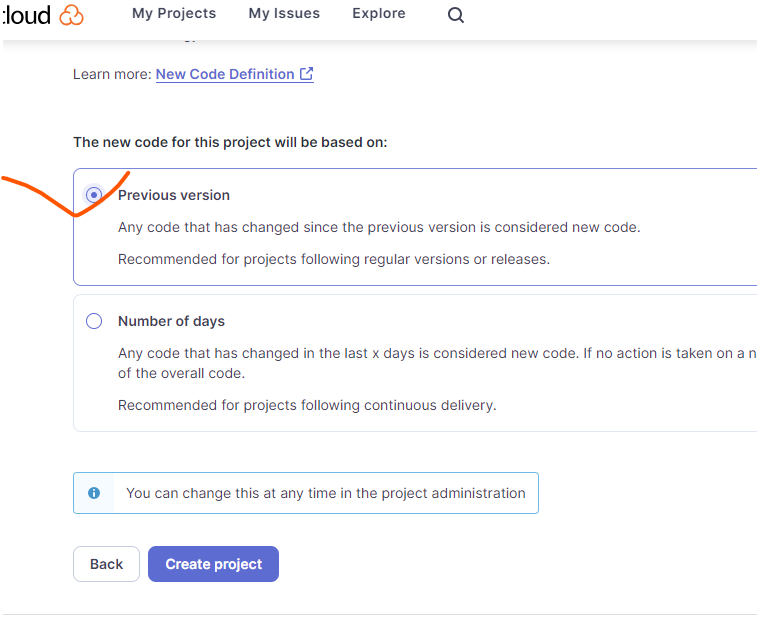 cloud
My Projects My Issues Explore
Learn more: New Code Definition
The new code for this project will be based on:
Previous version
Any code that has changed since the previous version is considered new code.
Recommended for projects following regular versions or releases.
Number of days
Any code that has changed in the last x days is considered new code. If no action is taken on a n
of the overall code.
Recommended for projects following continuous delivery.
You can change this at any time in the project administration
Back Create project